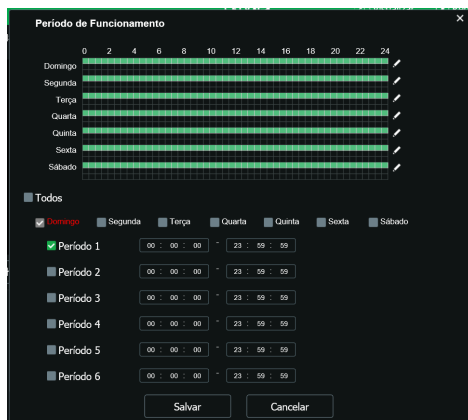 Período de Funcionamento ×
0 2 4 6 8 10 12 14 16 18 20 22 24
Domingo
Segunda
Terça
Quarta
Quinta
Sexta
Sábado
Todos
Domingo Segunda Terça Quarta Quinta Sexta Sábado
Período 1 00 : 00 : 00 - 23 : 59 : 59
Período 2 00 : 00 : 00 - 23 : 59 : 59
Período 3 00 : 00 : 00 - 23 : 59 : 59
Período 4 00 : 00 : 00 - 23 : 59 : 59
Período 5 00 : 00 : 00 - 23 : 59 : 59
Período 6 00 : 00 : 00 - 23 : 59 : 59
Salvar Cancelar